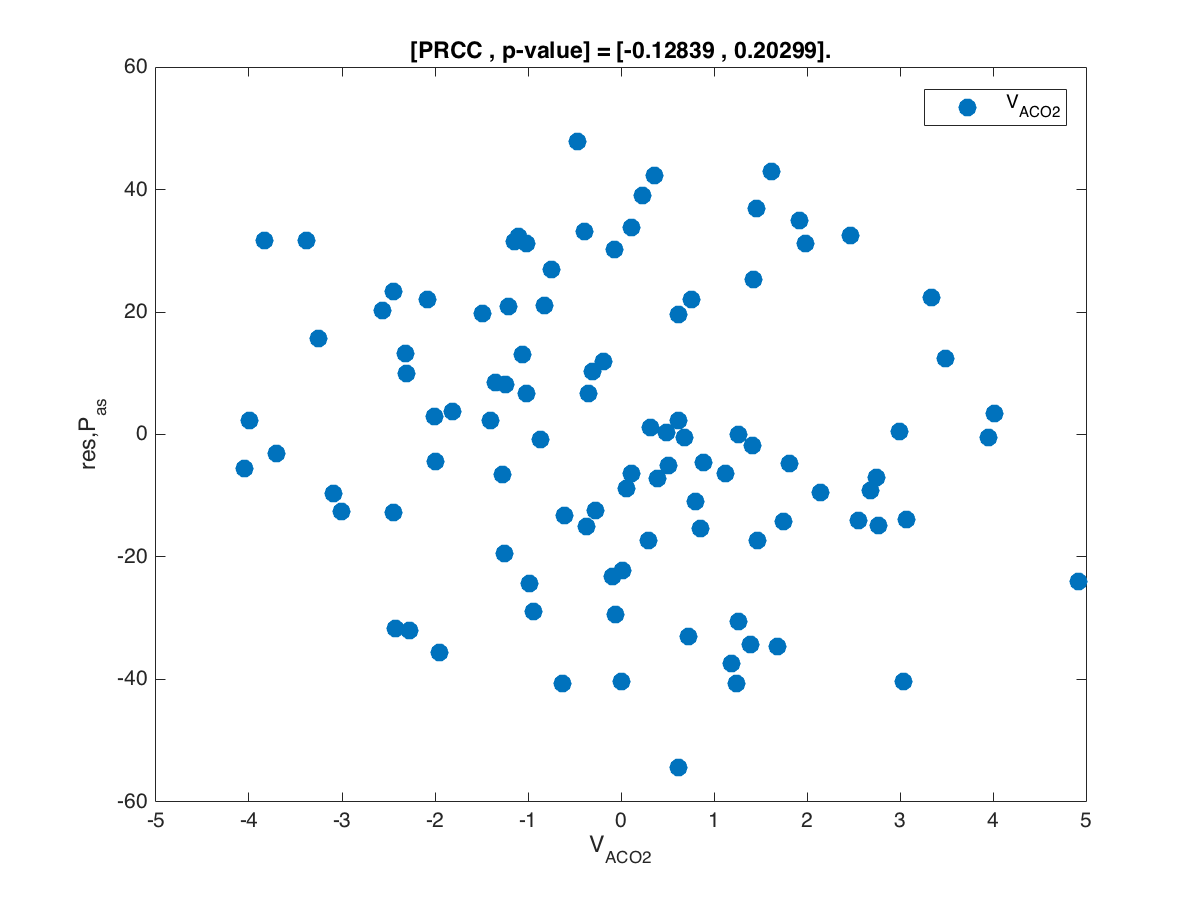 [PRCC , p-value] = [-0.12839 , 0.20299].
60
V_ACO2
40
20
0
-20
-40
-60
res,P_as
-5 -4 -3 -2 -1 0 1 2 3 4 5
V_ACO2